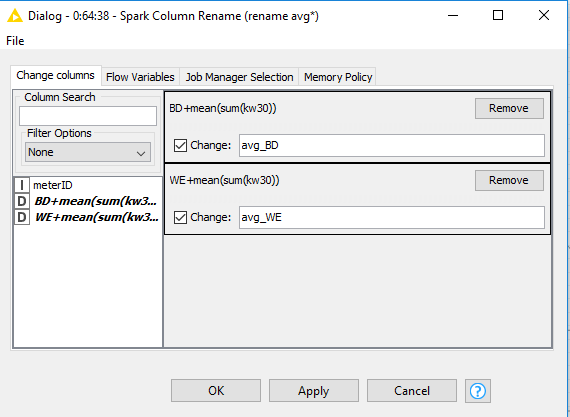 Dialog - 0:64:38 - Spark Column Rename (rename avg*)
File
Change columns Flow Variables Job Manager Selection Memory Policy
Column Search
Filter Options
None
I meterID
D BD+mean(sum(kw3...
D WE+mean(sum(kw3...
BD+mean(sum(kw30)) Remove
Change: avg_BD
WE+mean(sum(kw30)) Remove
Change: avg_WE
OK Apply Cancel ?